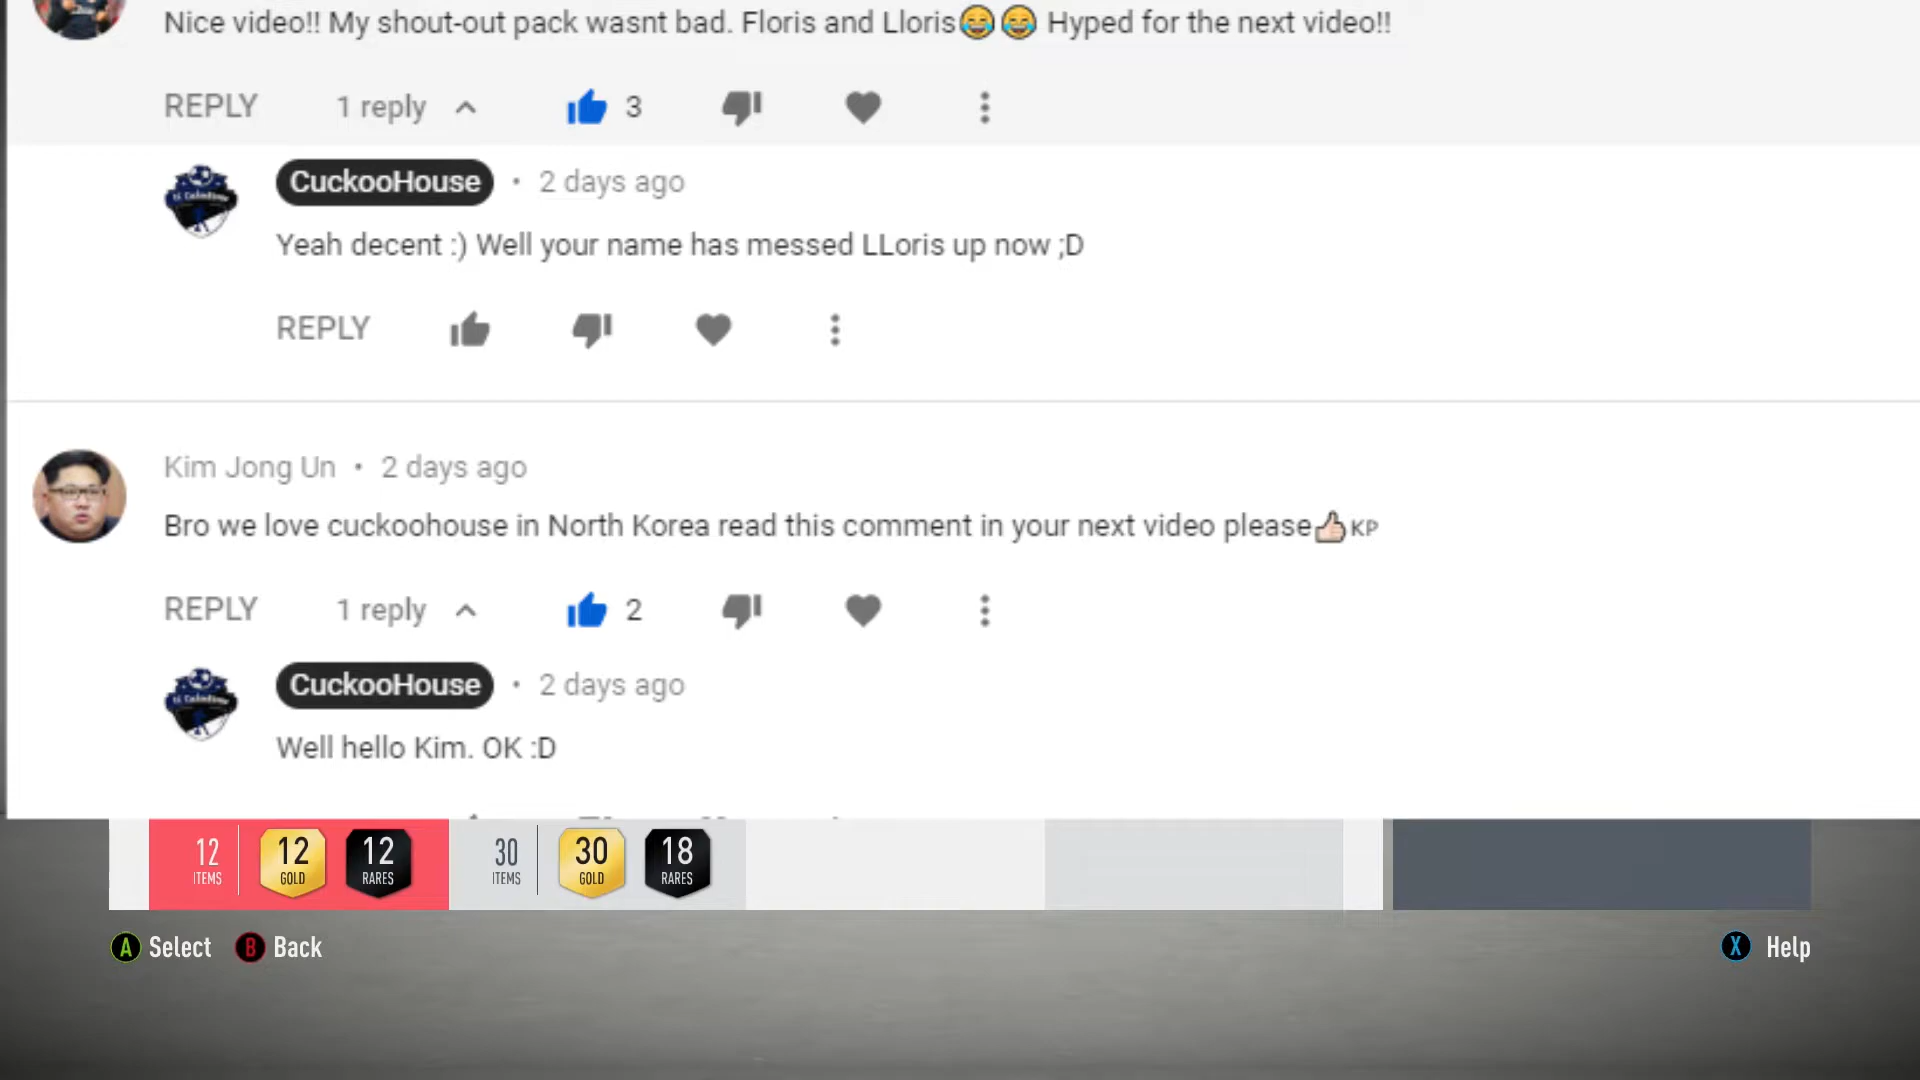 Nice video!! My shout-out pack wasnt bad. Floris and Lloris😂😂 Hyped for the next video!!
REPLY 1 reply 3
CuckooHouse • 2 days ago
Yeah decent :) Well your name has messed LLoris up now ;D
REPLY
Kim Jong Un • 2 days ago
Bro we love cuckoohouse in North Korea read this comment in your next video please👍🏻KP
REPLY 1 reply 2
CuckooHouse • 2 days ago
Well hello Kim. OK :D
12 12 12 30 30 18
ITEMS GOLD RARES ITEMS GOLD RARES
A Select B Back X Help